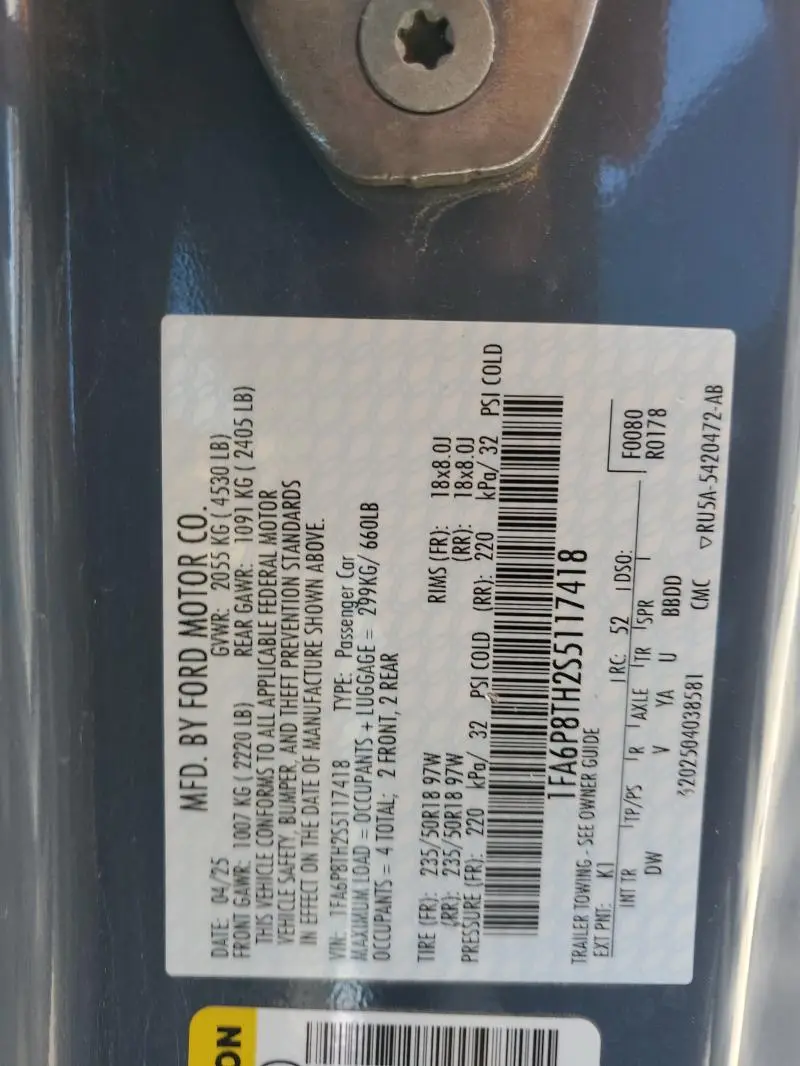 MFD. BY FORD MOTOR CO.
DATE: 04/25 GVWR: 2055 KG ( 4530 LB)
FRONT GAWR: 1007 KG ( 2220 LB) REAR GAWR: 1091 KG ( 2405 LB)
THIS VEHICLE CONFORMS TO ALL APPLICABLE FEDERAL MOTOR
VEHICLE SAFETY, BUMPER, AND THEFT PREVENTION STANDARDS
IN EFFECT ON THE DATE OF MANUFACTURE SHOWN ABOVE.
VIN: 1FA6P8TH2S5117418 TYPE: Passenger Car
MAXIMUM LOAD = OCCUPANTS + LUGGAGE = 299KG/ 660LB
OCCUPANTS = 4 TOTAL; 2 FRONT, 2 REAR
TIRE (FR): 235/50R18 97W RIMS (FR): 18x8.0J
(RR): 235/50R18 97W (RR): 18x8.0J
PRESSURE (FR): 220 kPa/ 32 PSI COLD (RR): 220 kPa/ 32 PSI COLD
1FA6P8TH2S5117418
TRAILER TOWING - SEE OWNER GUIDE
EXT PNT: K1 RC: 52 DSO: F0080
R0178
INT TR TP/PS R AXLE TR SPR
DW V YA U BBDD
202504038581 CMC ▽RU5A-5420472-AB
ON